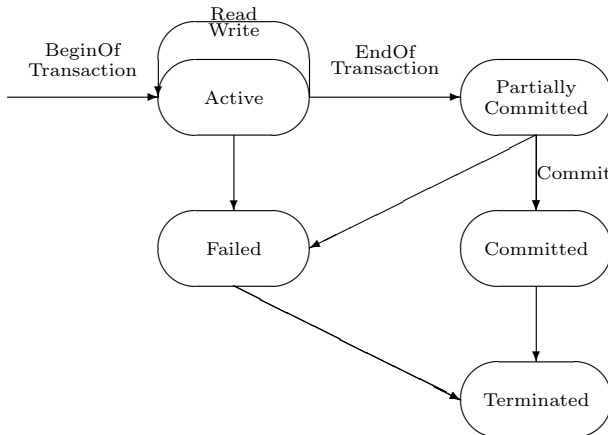 Read
Write
BeginOf
Transaction
EndOf
Transaction
Active
Partially
Committed
Commit
Failed
Committed
Terminated